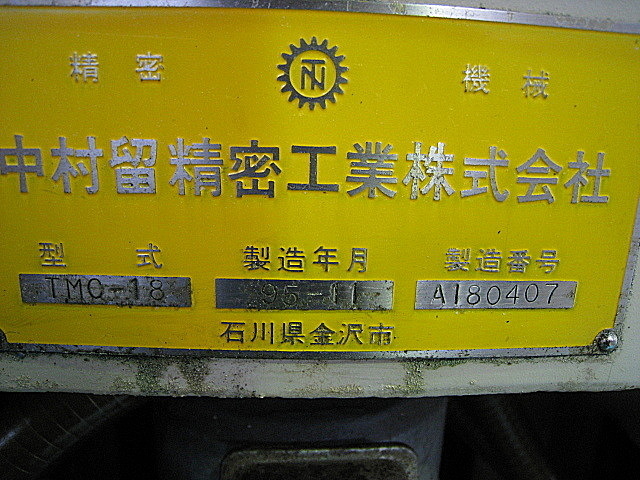 精密 TN 機械
中村留精密工業株式会社
型式 製造年月 製造番号
TMC-18 95-11 A180407
石川県金沢市